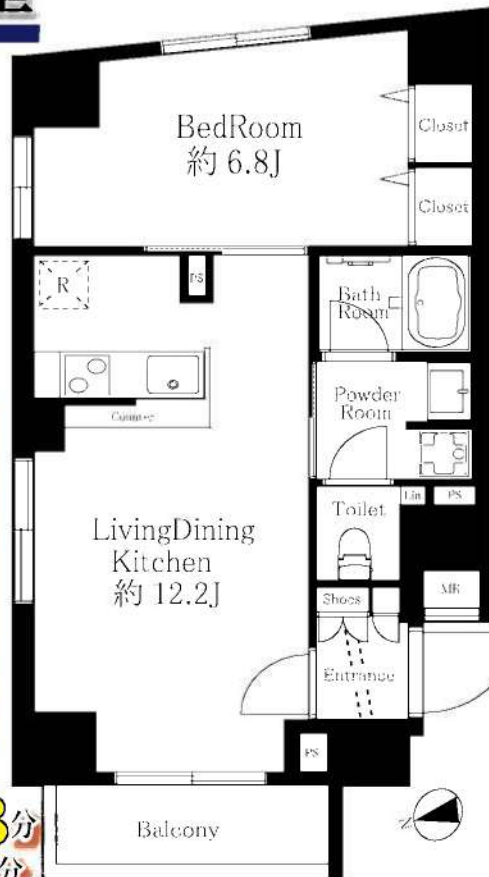 BedRoom
約 6.8J
Closet
Closet
R
PS
Bath
Room
Powder
Room
Counter
Lin
PS
LivingDining
Kitchen
約 12.2J
Toilet
MB
Shoes
Entrance
PS
N
Balcony
分
分